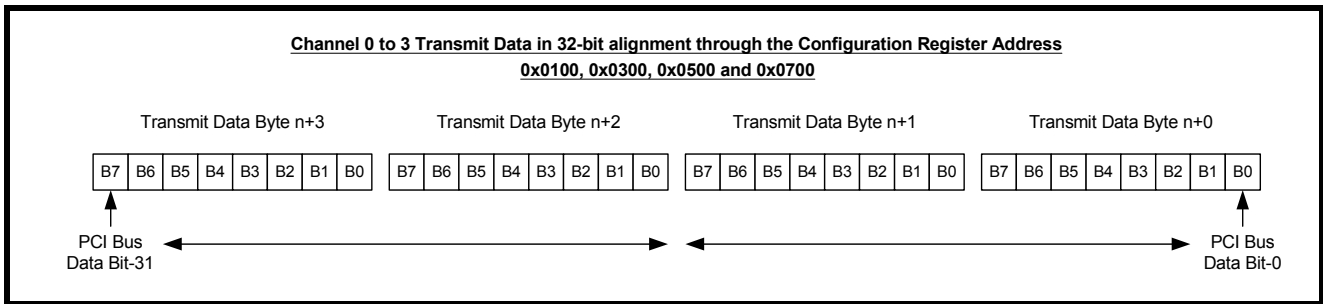 Channel 0 to 3 Transmit Data in 32-bit alignment through the Configuration Register Address
0x0100, 0x0300, 0x0500 and 0x0700
Transmit Data Byte n+3 Transmit Data Byte n+2 Transmit Data Byte n+1 Transmit Data Byte n+0
B7 B6 B5 B4 B3 B2 B1 B0 B7 B6 B5 B4 B3 B2 B1 B0 B7 B6 B5 B4 B3 B2 B1 B0 B7 B6 B5 B4 B3 B2 B1 B0
PCI Bus PCI Bus
Data Bit-31 Data Bit-0